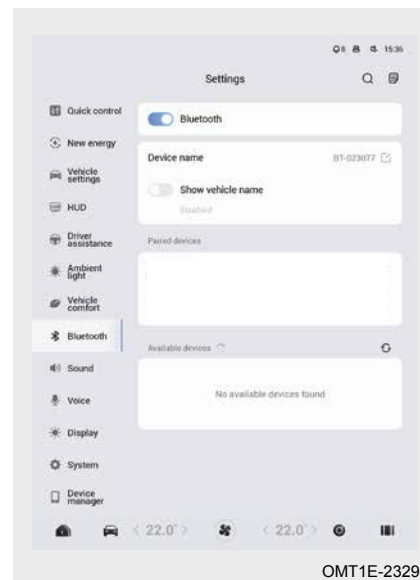 8 15:36
Settings
Quick control
Bluetooth
New energy
Device name BT-023077
Vehicle
settings
Show vehicle name
Disabled
HUD
Driver
assistance
Paired devices
Ambient
light
Vehicle
comfort
Bluetooth
Available devices
Sound
No available devices found
Voice
Display
System
Device
manager
< 22.0° > < 22.0° >
OMT1E-2329